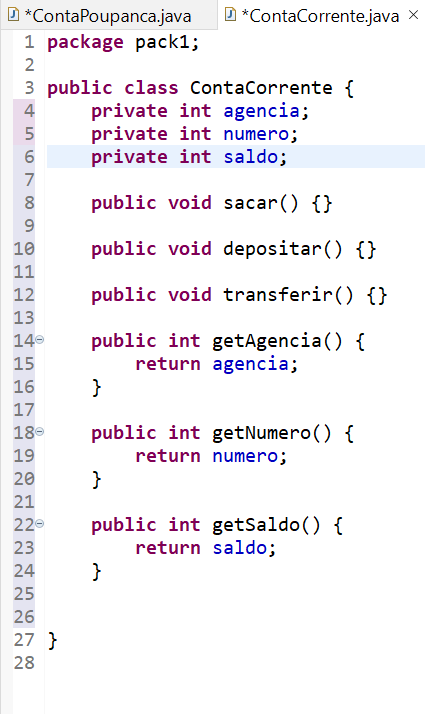 *ContaPoupanca.java *ContaCorrente.java ×
1 package pack1;
2
3 public class ContaCorrente {
4     private int agencia;
5     private int numero;
6     private int saldo;
7
8     public void sacar() {}
9
10     public void depositar() {}
11
12     public void transferir() {}
13
14     public int getAgencia() {
15         return agencia;
16     }
17
18     public int getNumero() {
19         return numero;
20     }
21
22     public int getSaldo() {
23         return saldo;
24     }
25
26
27 }
28